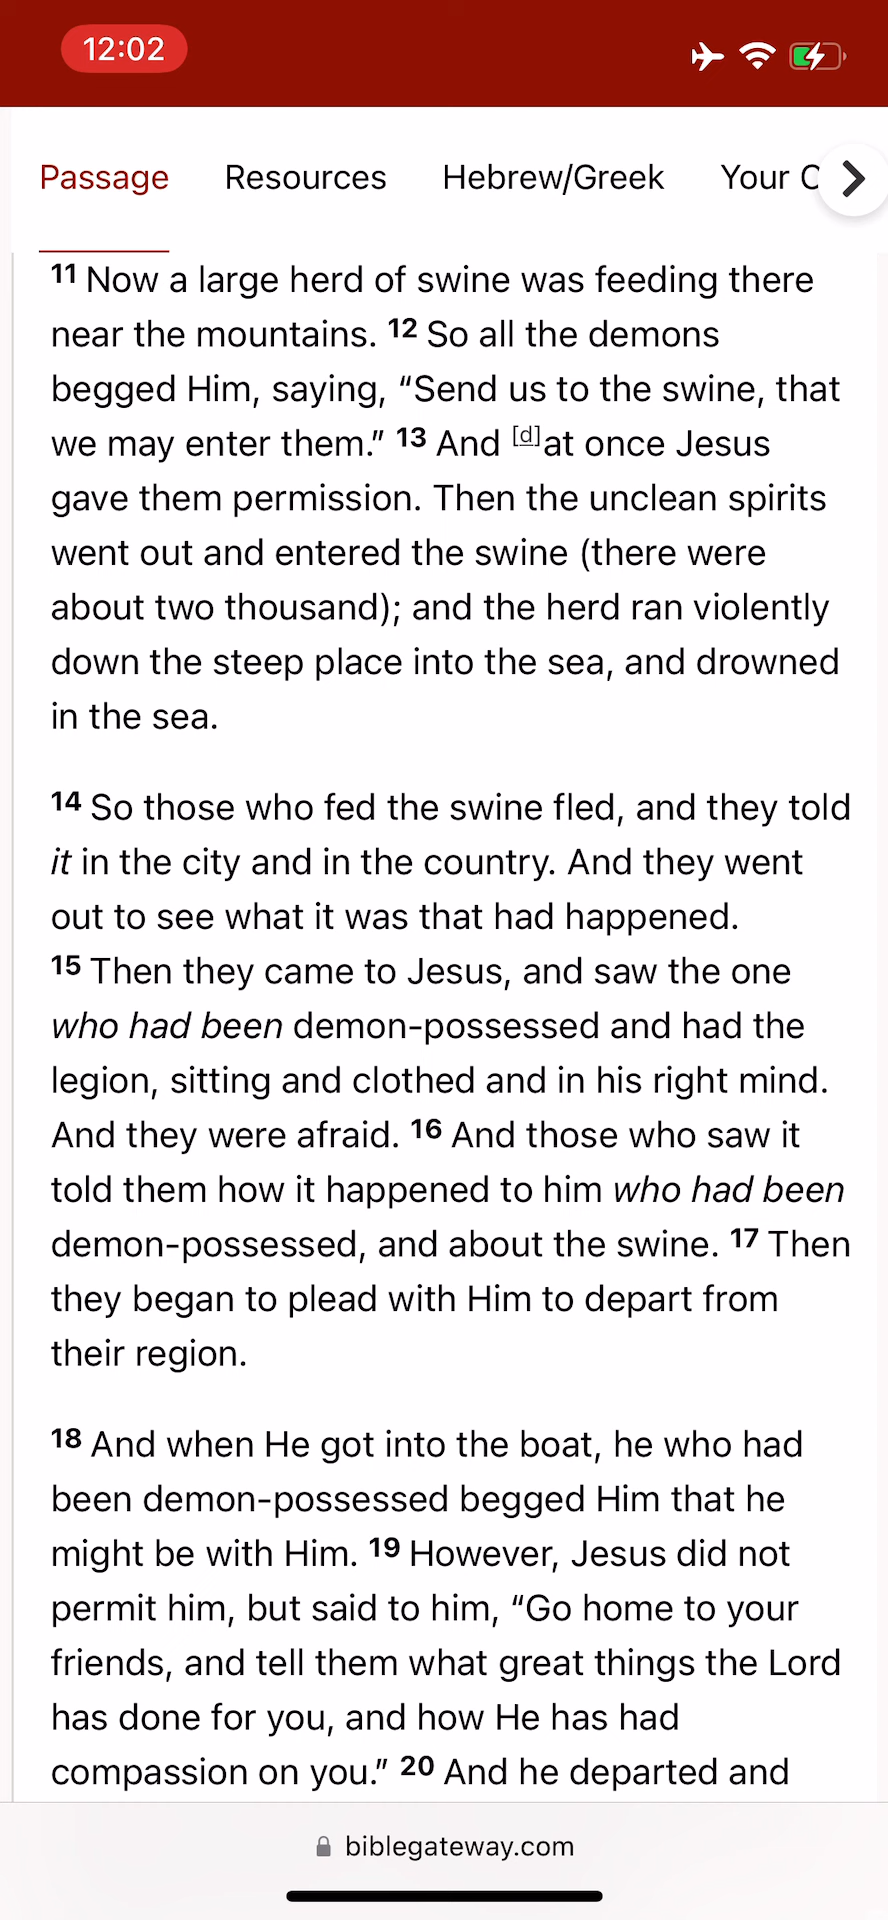 12:02
Passage Resources Hebrew/Greek Your
11 Now a large herd of swine was feeding there
near the mountains. 12 So all the demons
begged Him, saying, “Send us to the swine, that
we may enter them.” 13 And [d]at once Jesus
gave them permission. Then the unclean spirits
went out and entered the swine (there were
about two thousand); and the herd ran violently
down the steep place into the sea, and drowned
in the sea.
14 So those who fed the swine fled, and they told
it in the city and in the country. And they went
out to see what it was that had happened.
15 Then they came to Jesus, and saw the one
who had been demon-possessed and had the
legion, sitting and clothed and in his right mind.
And they were afraid. 16 And those who saw it
told them how it happened to him who had been
demon-possessed, and about the swine. 17 Then
they began to plead with Him to depart from
their region.
18 And when He got into the boat, he who had
been demon-possessed begged Him that he
might be with Him. 19 However, Jesus did not
permit him, but said to him, “Go home to your
friends, and tell them what great things the Lord
has done for you, and how He has had
compassion on you.” 20 And he departed and
biblegateway.com